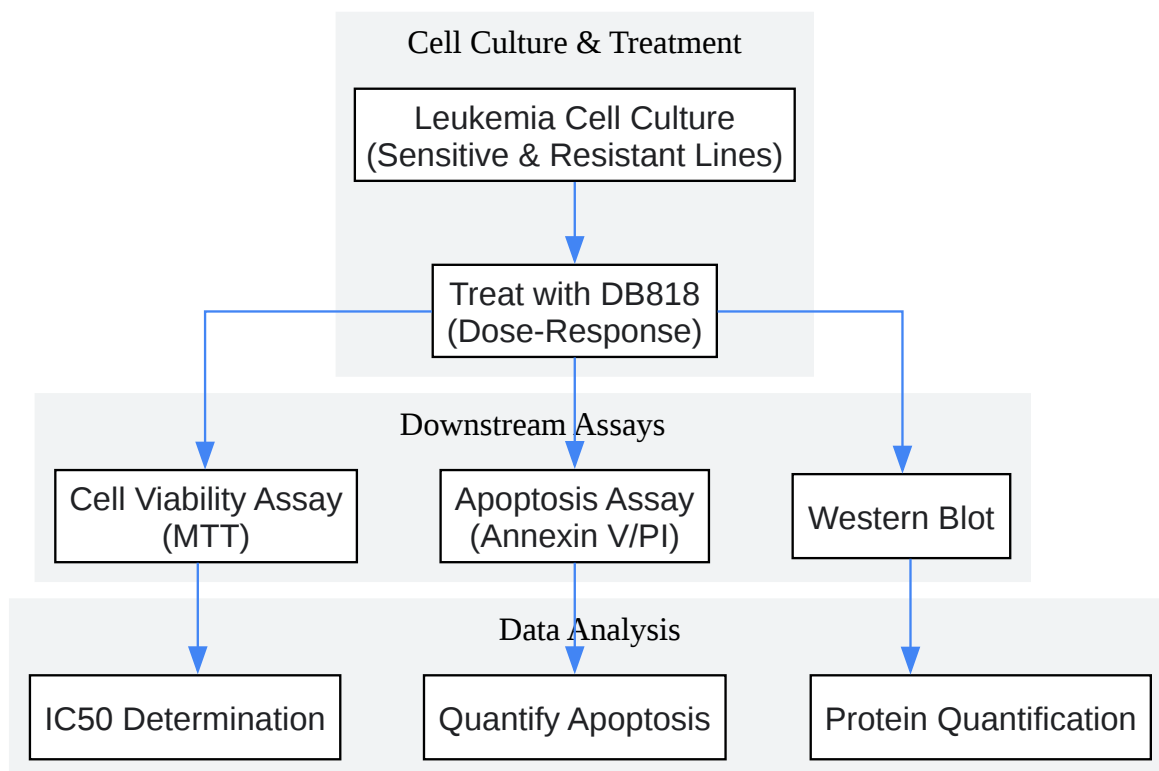 Cell Culture & Treatment
Leukemia Cell Culture
(Sensitive & Resistant Lines)
Treat with DB818
(Dose-Response)
Downstream Assays
Cell Viability Assay
(MTT)
Apoptosis Assay
(Annexin V/PI)
Western Blot
Data Analysis
IC50 Determination
Quantify Apoptosis
Protein Quantification